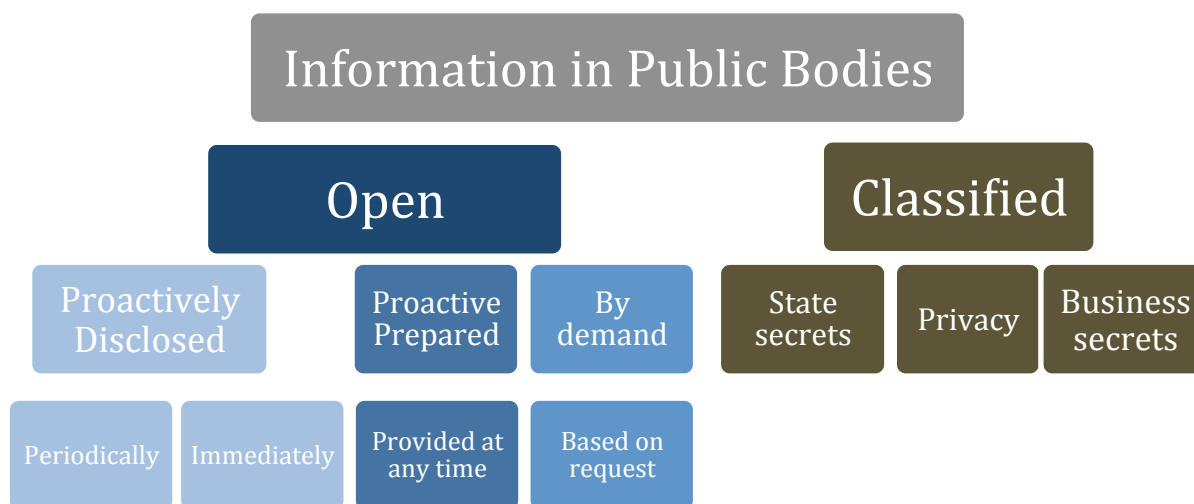 Information in Public Bodies
Open
Classified
Proactively
Disclosed
Proactive
Prepared
By
demand
State
secrets
Privacy
Business
secrets
Periodically
Immediately
Provided at
any time
Based on
request